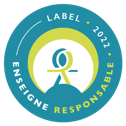 LABEL • 2022 •
ENSEIGNE RESPONSABLE